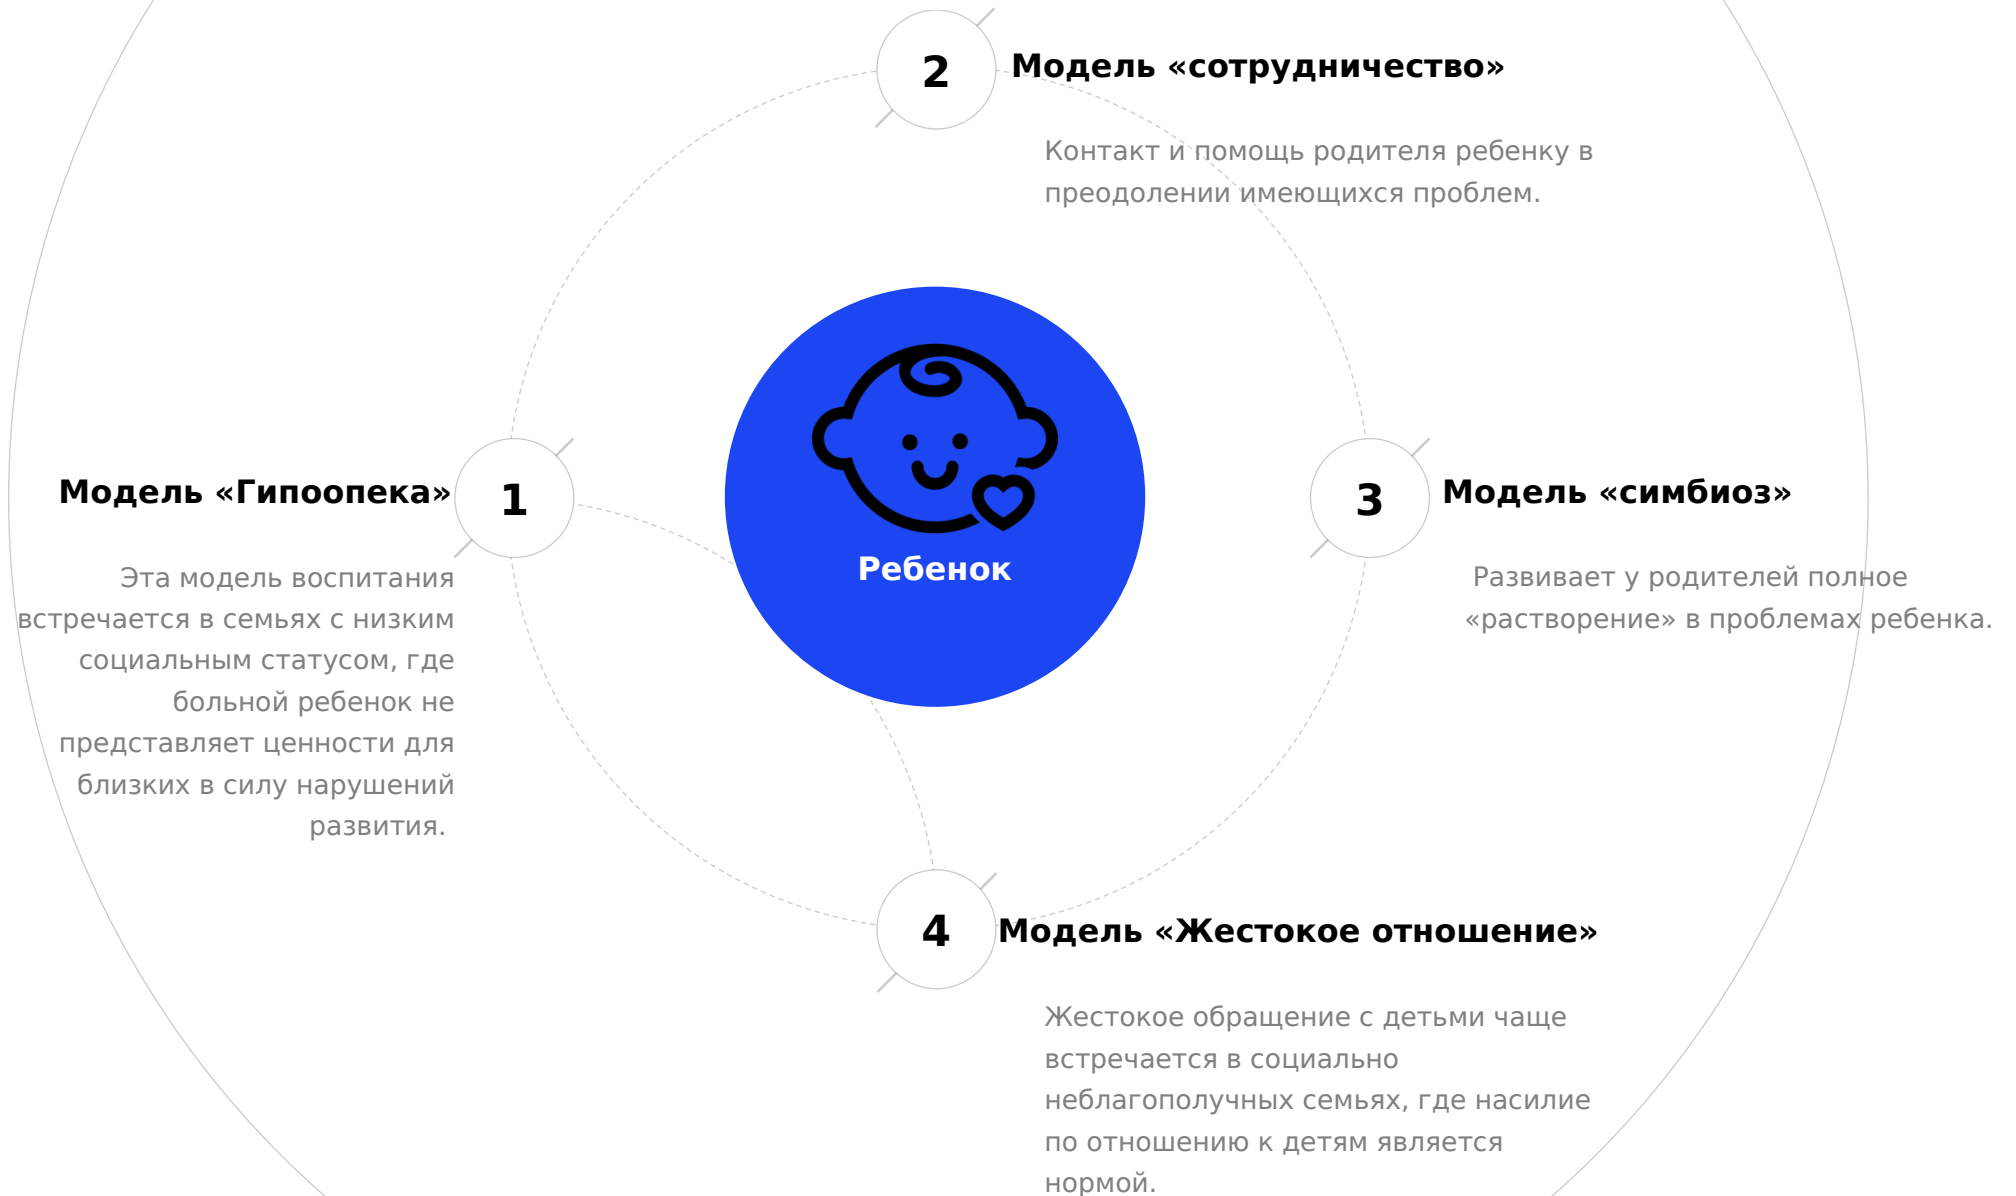 2
Модель «сотрудничество»
Контакт и помощь родителя ребенку в
преодолении имеющихся проблем.
Модель «Гипоопека»
1
Эта модель воспитания
встречается в семьях с низким
социальным статусом, где
больной ребенок не
представляет ценности для
близких в силу нарушений
развития.
Ребенок
3
Модель «симбиоз»
Развивает у родителей полное
«растворение» в проблемах ребенка.
4
Модель «Жестокое отношение»
Жестокое обращение с детьми чаще
встречается в социально
неблагополучных семьях, где насилие
по отношению к детям является
нормой.